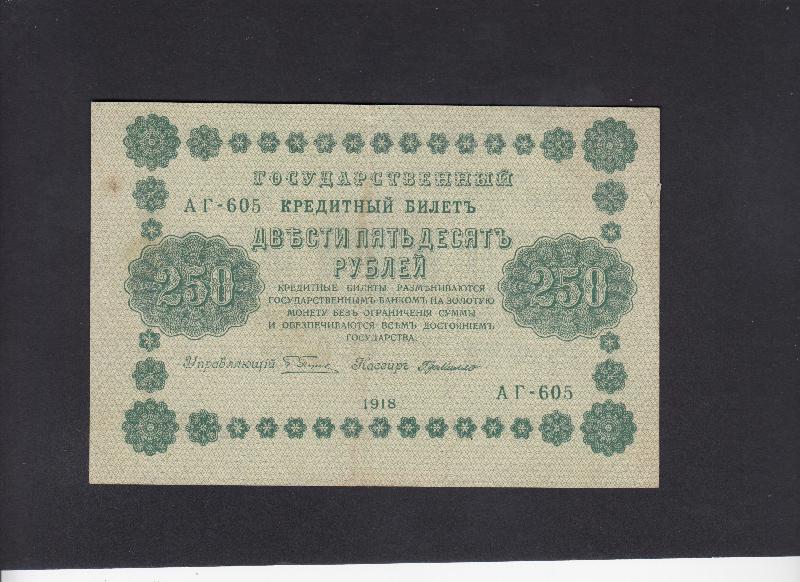 ГОСУДАРСТВЕННЫЙ
АГ-605 КРЕДИТНЫЙ БИЛЕТЪ
ДВѢСТИ ПЯТЬДЕСЯТЪ
РУБЛЕЙ
250
250
КРЕДИТНЫЕ БИЛЕТЫ РАЗМѢНИВАЮТСЯ
ГОСУДАРСТВЕННЫМЪ БАНКОМЪ НА ЗОЛОТУЮ
МОНЕТУ БЕЗЪ ОГРАНИЧЕНІЯ СУММЫ
И ОБЕЗПЕЧИВАЮТСЯ ВСѢМЪ ДОСТОЯНІЕМЪ
ГОСУДАРСТВА.
Управляющій Кассиръ
АГ-605
1918